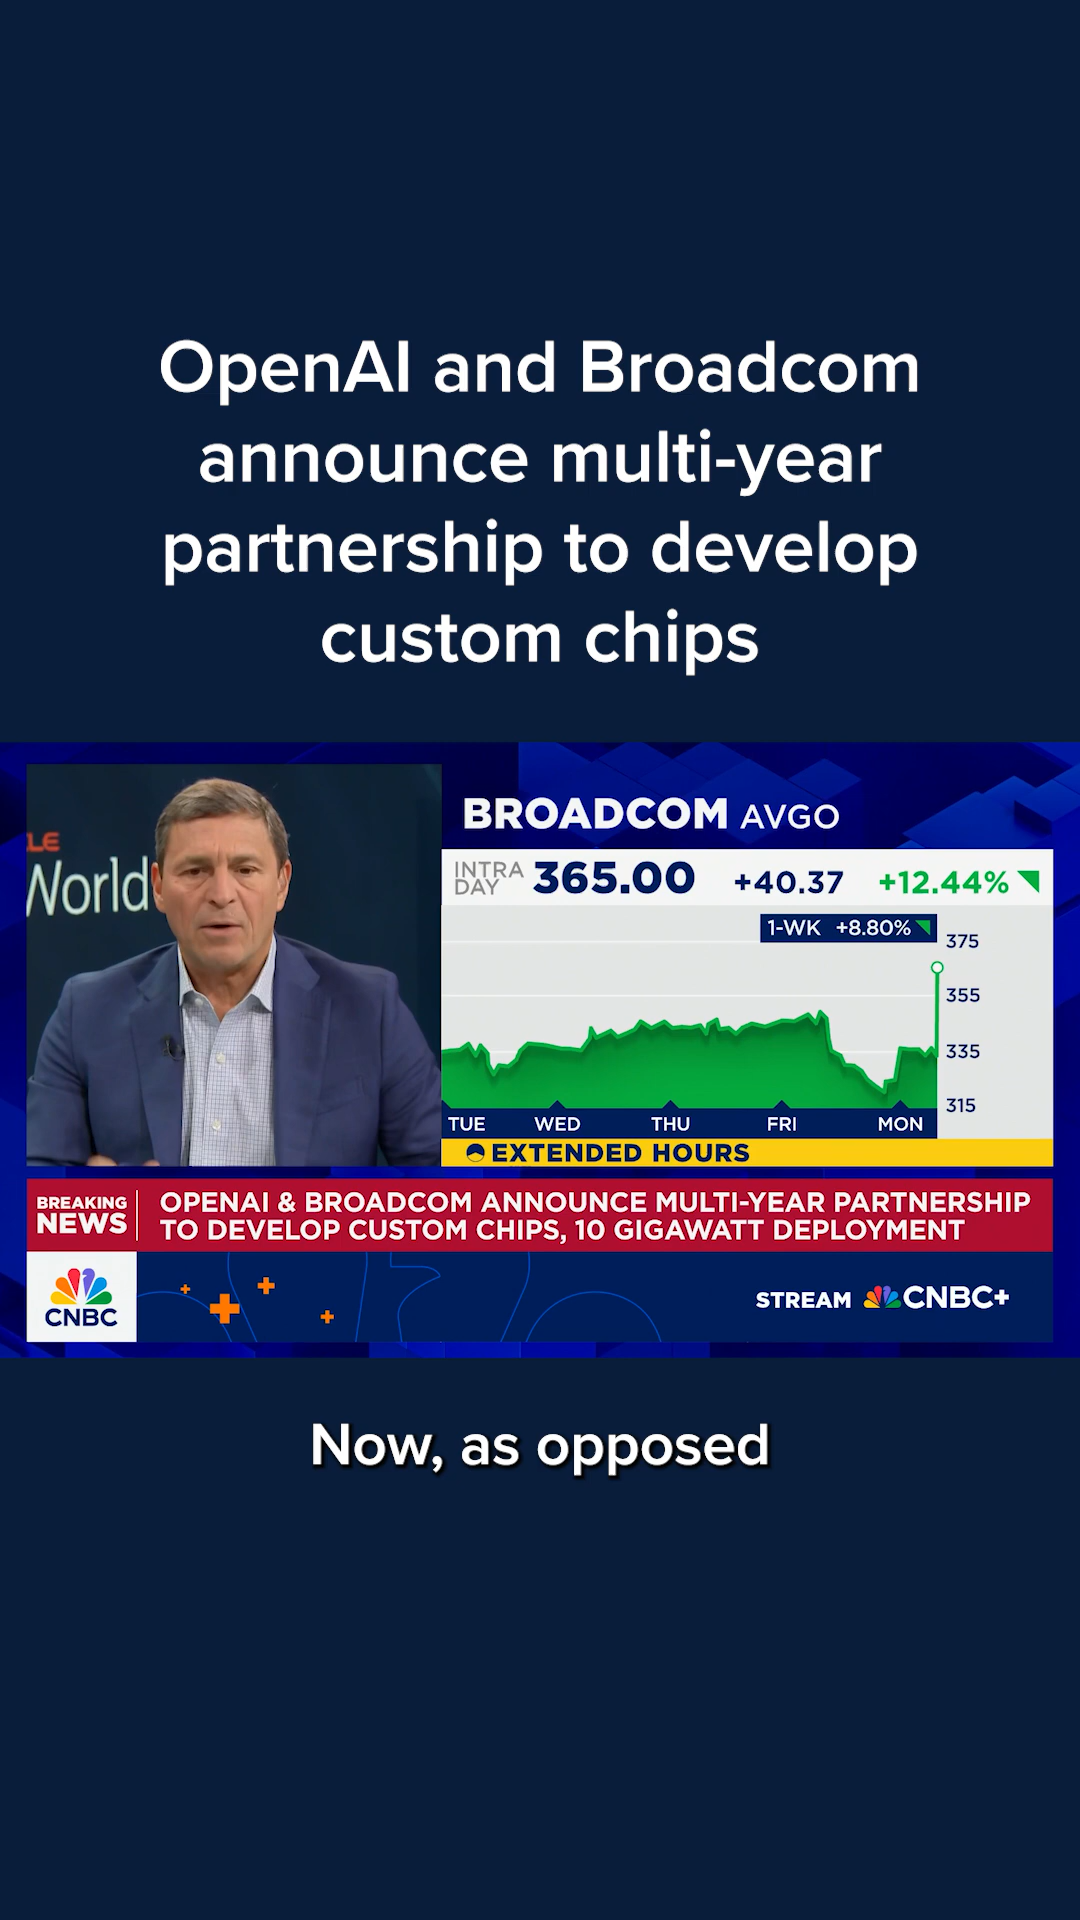 OpenAI and Broadcom
announce multi-year
partnership to develop
custom chips
LE
World
BROADCOM AVGO
INTRA DAY 365.00 +40.37 +12.44%
1-WK +8.80%
375
355
335
315
TUE WED THU FRI MON
EXTENDED HOURS
BREAKING NEWS
OPENAI & BROADCOM ANNOUNCE MULTI-YEAR PARTNERSHIP
TO DEVELOP CUSTOM CHIPS, 10 GIGAWATT DEPLOYMENT
CNBC
STREAM CNBC+
Now, as opposed